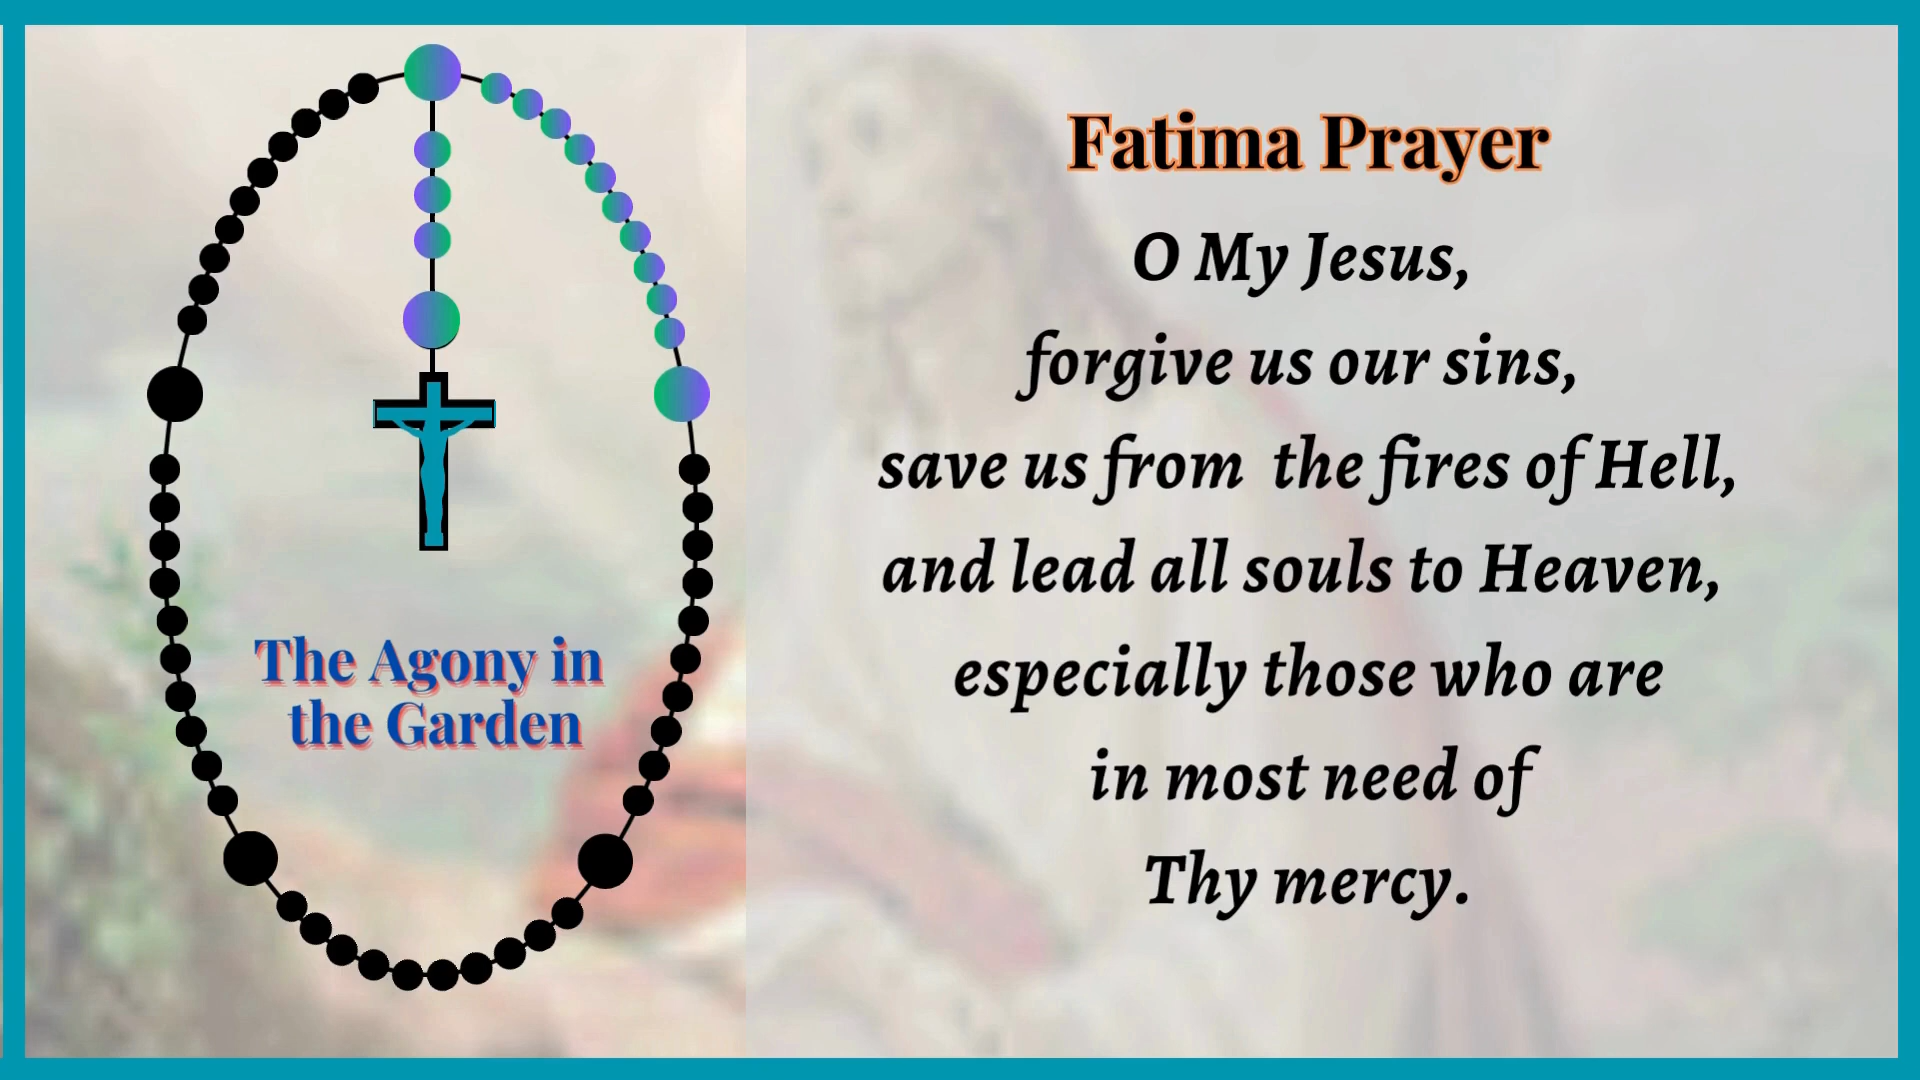 The Agony in
the Garden
Fatima Prayer
O My Jesus,
forgive us our sins,
save us from the fires of Hell,
and lead all souls to Heaven,
especially those who are
in most need of
Thy mercy.